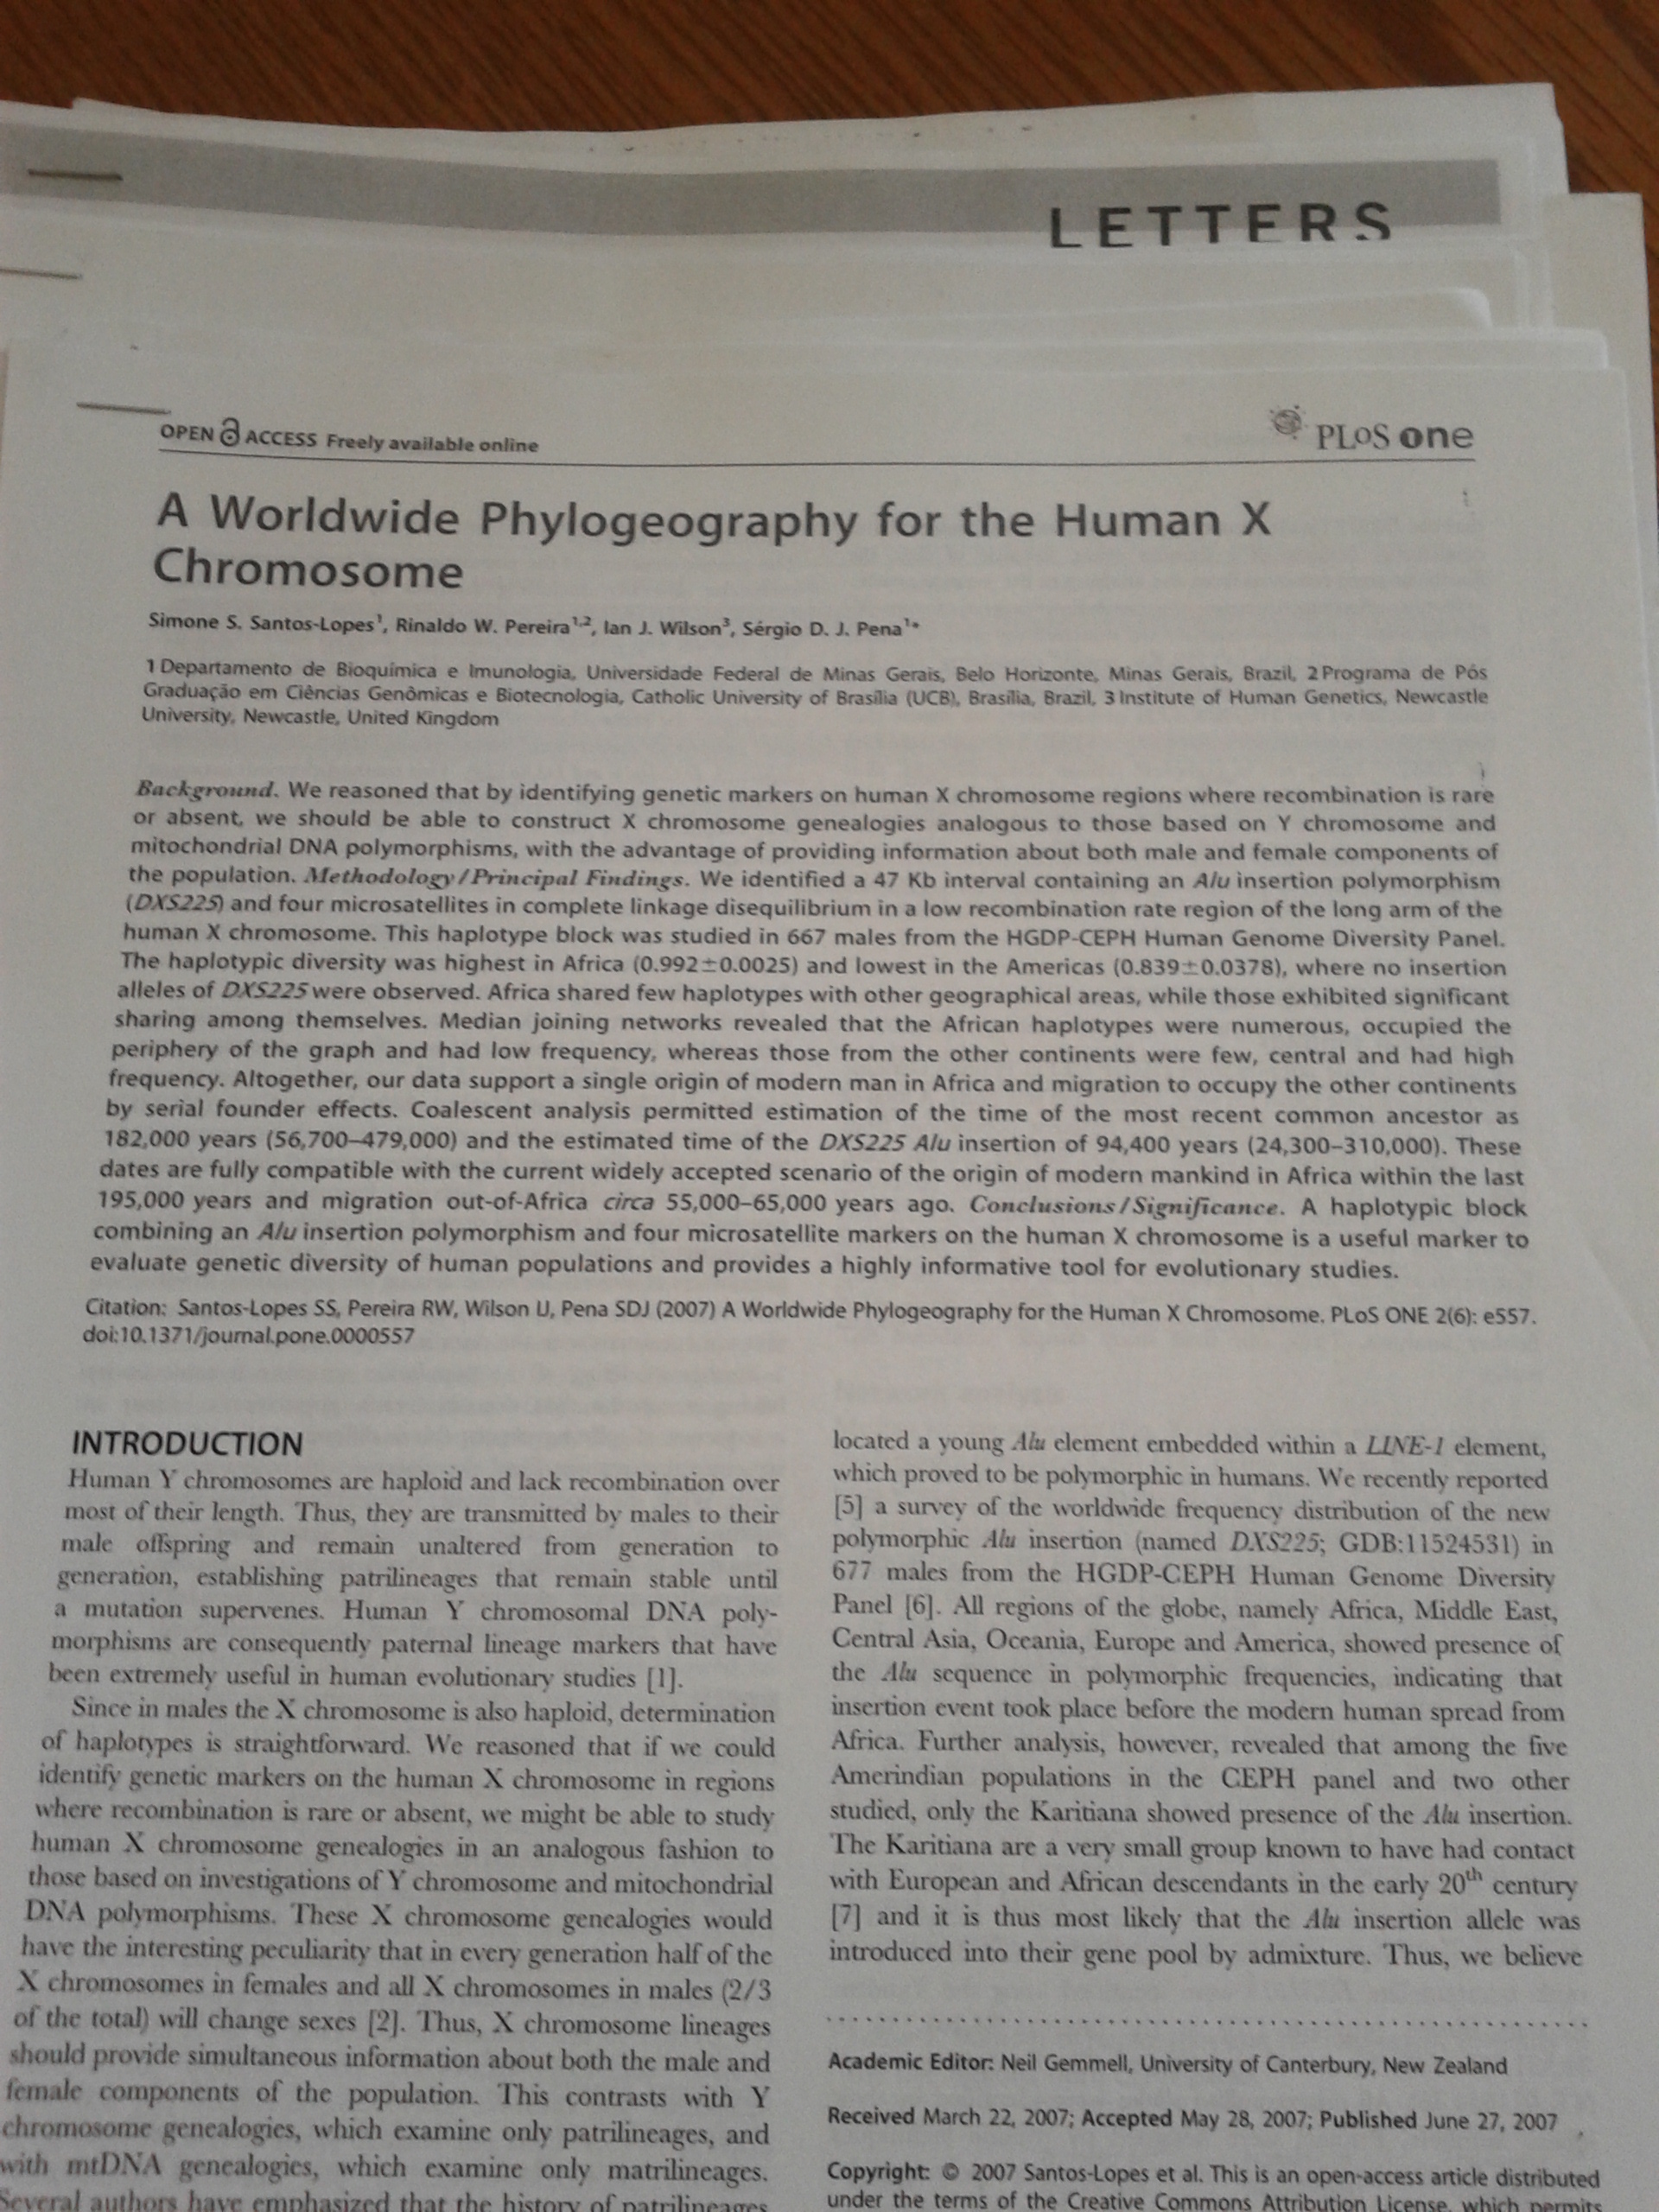 LETTERS
OPEN ACCESS Freely available online
PLoS one
A Worldwide Phylogeography for the Human X
Chromosome
Simone S. Santos-Lopes1, Rinaldo W. Pereira1,2, Ian J. Wilson3, Sérgio D. J. Pena1*
1 Departamento de Bioquímica e Imunologia, Universidade Federal de Minas Gerais, Belo Horizonte, Minas Gerais, Brazil, 2 Programa de Pós
Graduação em Ciências Genômicas e Biotecnologia, Catholic University of Brasília (UCB), Brasília, Brazil, 3 Institute of Human Genetics, Newcastle
University, Newcastle, United Kingdom
Background. We reasoned that by identifying genetic markers on human X chromosome regions where recombination is rare
or absent, we should be able to construct X chromosome genealogies analogous to those based on Y chromosome and
mitochondrial DNA polymorphisms, with the advantage of providing information about both male and female components of
the population. Methodology/Principal Findings. We identified a 47 Kb interval containing an Alu insertion polymorphism
(DXS225) and four microsatellites in complete linkage disequilibrium in a low recombination rate region of the long arm of the
human X chromosome. This haplotype block was studied in 667 males from the HGDP-CEPH Human Genome Diversity Panel.
The haplotypic diversity was highest in Africa (0.992±0.0025) and lowest in the Americas (0.839±0.0378), where no insertion
alleles of DXS225 were observed. Africa shared few haplotypes with other geographical areas, while those exhibited significant
sharing among themselves. Median joining networks revealed that the African haplotypes were numerous, occupied the
periphery of the graph and had low frequency, whereas those from the other continents were few, central and had high
frequency. Altogether, our data support a single origin of modern man in Africa and migration to occupy the other continents
by serial founder effects. Coalescent analysis permitted estimation of the time of the most recent common ancestor as
182,000 years (56,700–479,000) and the estimated time of the DXS225 Alu insertion of 94,400 years (24,300–310,000). These
dates are fully compatible with the current widely accepted scenario of the origin of modern mankind in Africa within the last
195,000 years and migration out-of-Africa circa 55,000–65,000 years ago. Conclusions/Significance. A haplotypic block
combining an Alu insertion polymorphism and four microsatellite markers on the human X chromosome is a useful marker to
evaluate genetic diversity of human populations and provides a highly informative tool for evolutionary studies.
Citation: Santos-Lopes SS, Pereira RW, Wilson IJ, Pena SDJ (2007) A Worldwide Phylogeography for the Human X Chromosome. PLoS ONE 2(6): e557.
doi:10.1371/journal.pone.0000557
INTRODUCTION
Human Y chromosomes are haploid and lack recombination over
most of their length. Thus, they are transmitted by males to their
male offspring and remain unaltered from generation to
generation, establishing patrilineages that remain stable until
a mutation supervenes. Human Y chromosomal DNA poly-
morphisms are consequently paternal lineage markers that have
been extremely useful in human evolutionary studies [1].
Since in males the X chromosome is also haploid, determination
of haplotypes is straightforward. We reasoned that if we could
identify genetic markers on the human X chromosome in regions
where recombination is rare or absent, we might be able to study
human X chromosome genealogies in an analogous fashion to
those based on investigations of Y chromosome and mitochondrial
DNA polymorphisms. These X chromosome genealogies would
have the interesting peculiarity that in every generation half of the
X chromosomes in females and all X chromosomes in males (2/3
of the total) will change sexes [2]. Thus, X chromosome lineages
should provide simultaneous information about both the male and
female components of the population. This contrasts with Y
chromosome genealogies, which examine only patrilineages, and
with mtDNA genealogies, which examine only matrilineages.
Several authors have emphasized that the history of patrilineages
located a young Alu element embedded within a LINE-1 element,
which proved to be polymorphic in humans. We recently reported
[5] a survey of the worldwide frequency distribution of the new
polymorphic Alu insertion (named DXS225; GDB:11524531) in
677 males from the HGDP-CEPH Human Genome Diversity
Panel [6]. All regions of the globe, namely Africa, Middle East,
Central Asia, Oceania, Europe and America, showed presence of
the Alu sequence in polymorphic frequencies, indicating that
insertion event took place before the modern human spread from
Africa. Further analysis, however, revealed that among the five
Amerindian populations in the CEPH panel and two other
studied, only the Karitiana showed presence of the Alu insertion.
The Karitiana are a very small group known to have had contact
with European and African descendants in the early 20th century
[7] and it is thus most likely that the Alu insertion allele was
introduced into their gene pool by admixture. Thus, we believe
Academic Editor: Neil Gemmell, University of Canterbury, New Zealand
Received March 22, 2007; Accepted May 28, 2007; Published June 27, 2007
Copyright: © 2007 Santos-Lopes et al. This is an open-access article distributed
under the terms of the Creative Commons Attribution License, which permits